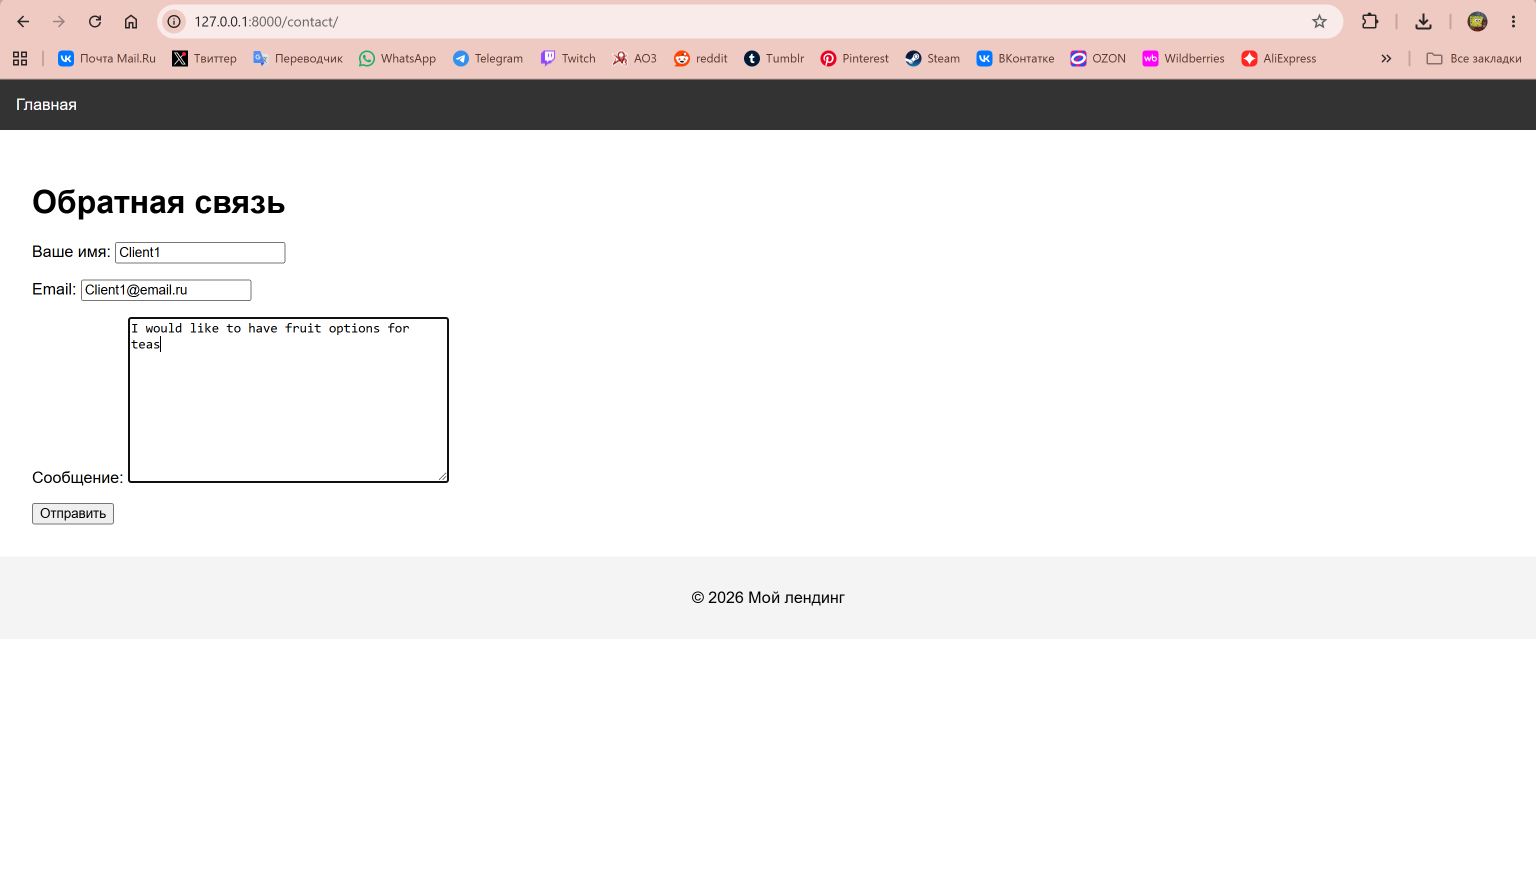 127.0.0.1:8000/contact/
Почта Mail.Ru Твиттер Переводчик WhatsApp Telegram Twitch AO3 reddit Tumblr Pinterest Steam ВКонтакте OZON Wildberries AliExpress » Все закладки
Главная
Обратная связь
Ваше имя: Client1
Email: Client1@email.ru
I would like to have fruit options for
teas
Сообщение:
Отправить
© 2026 Мой лендинг